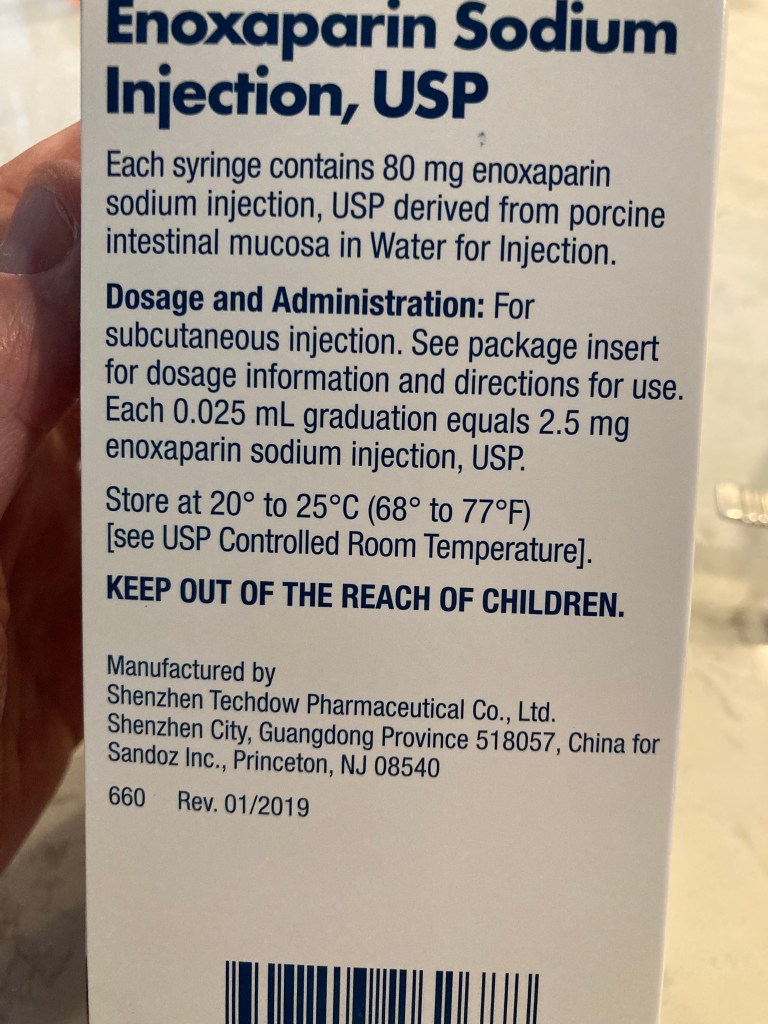 Enoxaparin Sodium
Injection, USP
Each syringe contains 80 mg enoxaparin
sodium injection, USP derived from porcine
intestinal mucosa in Water for Injection.
Dosage and Administration: For
subcutaneous injection. See package insert
for dosage information and directions for use.
Each 0.025 mL graduation equals 2.5 mg
enoxaparin sodium injection, USP.
Store at 20° to 25°C (68° to 77°F)
[see USP Controlled Room Temperature].
KEEP OUT OF THE REACH OF CHILDREN.
Manufactured by
Shenzhen Techdow Pharmaceutical Co., Ltd.
Shenzhen City, Guangdong Province 518057, China for
Sandoz Inc., Princeton, NJ 08540
660 Rev. 01/2019